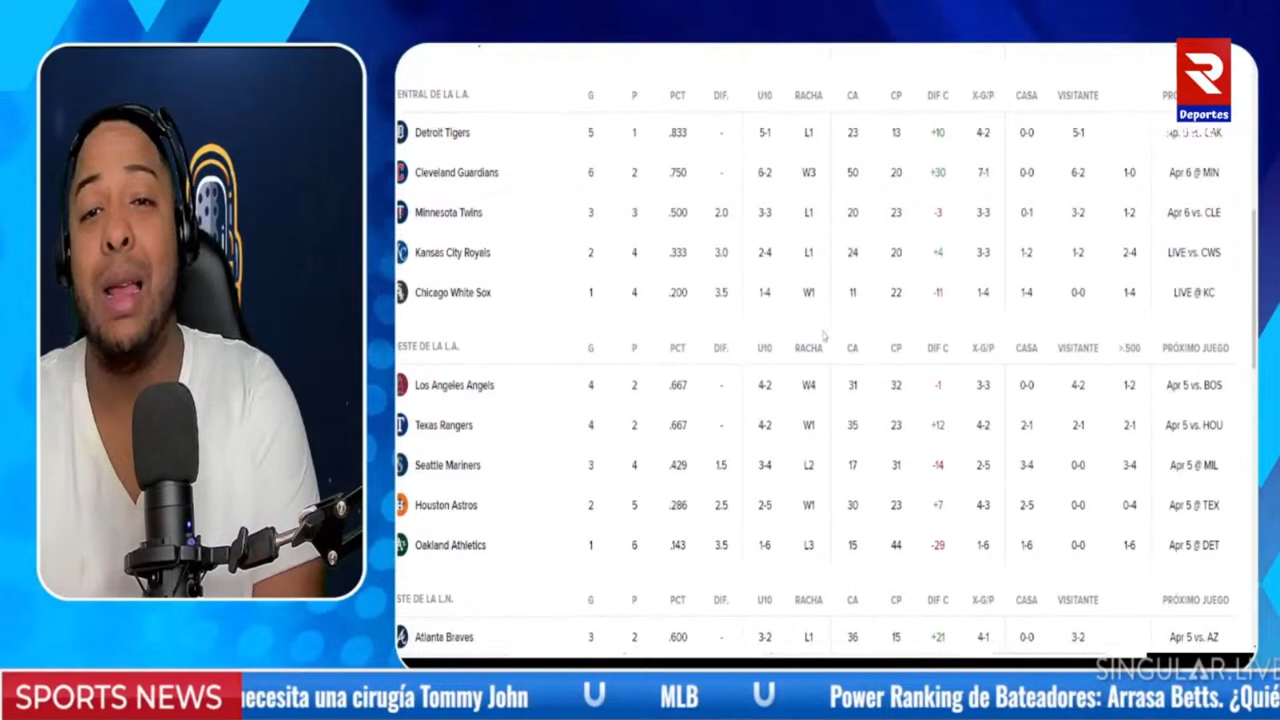 R
Deportes
ENTRAL DE LA L.A. G P PCT DIF. U10 RACHA CA CP DIF C X-G/P CASA VISITANTE
Detroit Tigers 5 1 .833 - 5-1 L1 23 13 +10 4-2 0-0 5-1
Cleveland Guardians 6 2 .750 - 6-2 W3 50 20 +30 7-1 0-0 6-2 1-0 Apr 6 @ MIN
Minnesota Twins 3 3 .500 2.0 3-3 L1 20 23 -3 3-3 0-1 3-2 1-2 Apr 6 vs. CLE
Kansas City Royals 2 4 .333 3.0 2-4 L1 24 20 +4 3-3 1-2 1-2 2-4 LIVE vs. CWS
Chicago White Sox 1 4 .200 3.5 1-4 W1 11 22 -11 1-4 1-4 0-0 1-4 LIVE @ KC
ESTE DE LA L.A. G P PCT DIF. U10 RACHA CA CP DIF C X-G/P CASA VISITANTE >.500 PRÓXIMO JUEGO
Los Angeles Angels 4 2 .667 - 4-2 W4 31 32 -1 3-3 0-0 4-2 1-2 Apr 5 vs. BOS
Texas Rangers 4 2 .667 - 4-2 W1 35 23 +12 4-2 2-1 2-1 2-1 Apr 5 vs. HOU
Seattle Mariners 3 4 .429 1.5 3-4 L2 17 31 -14 2-5 3-4 0-0 3-4 Apr 5 @ MIL
Houston Astros 2 5 .286 2.5 2-5 W1 30 23 +7 4-3 2-5 0-0 0-4 Apr 5 @ TEX
Oakland Athletics 1 6 .143 3.5 1-6 L3 15 44 -29 1-6 1-6 0-0 1-6 Apr 5 @ DET
STE DE LA L.N. G P PCT DIF. U10 RACHA CA CP DIF C X-G/P CASA VISITANTE PRÓXIMO JUEGO
Atlanta Braves 3 2 .600 - 3-2 L1 36 15 +21 4-1 0-0 3-2 Apr 5 vs. AZ
SINGULAR.LIVE
SPORTS NEWS necesita una cirugía Tommy John MLB Power Ranking de Bateadores: Arrasa Betts. ¿Quié